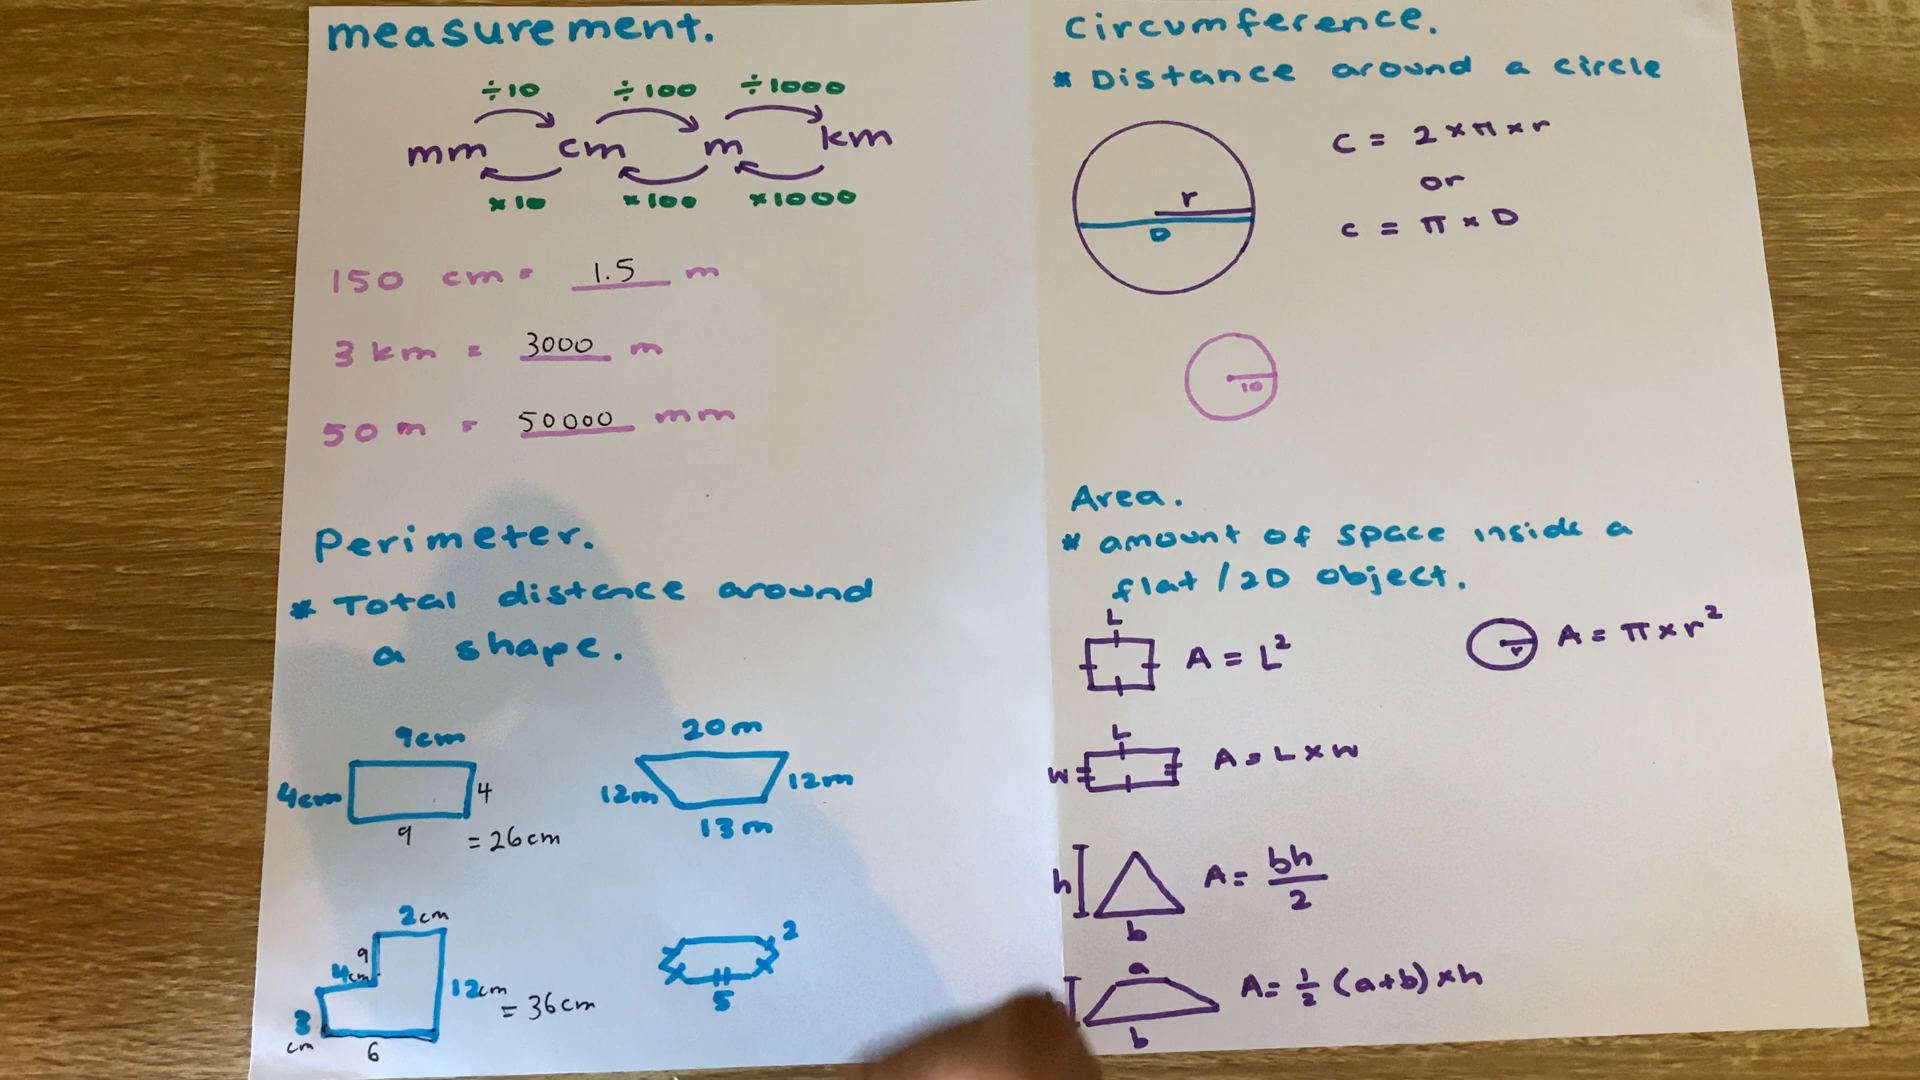 measurement.
÷10 ÷100 ÷1000
mm cm m km
×10 ×100 ×1000
150 cm = 1.5 m
3 km = 3000 m
50 m = 50000 mm
Perimeter.
* Total distance around
a shape.
9cm
4cm 4
9 = 26cm
20m
12m 12m
13m
2cm
9
4cm
12cm
= 36cm
3
cm 6
2
5
Circumference.
* Distance around a circle
r
D
C = 2 × π × r
or
C = π × D
10
Area.
* amount of space inside a
flat / 2D object.
L
A = L²
r A = π × r²
L
W A = L × W
h A = bh/2
b
a
A = ½ (a+b) × h
b